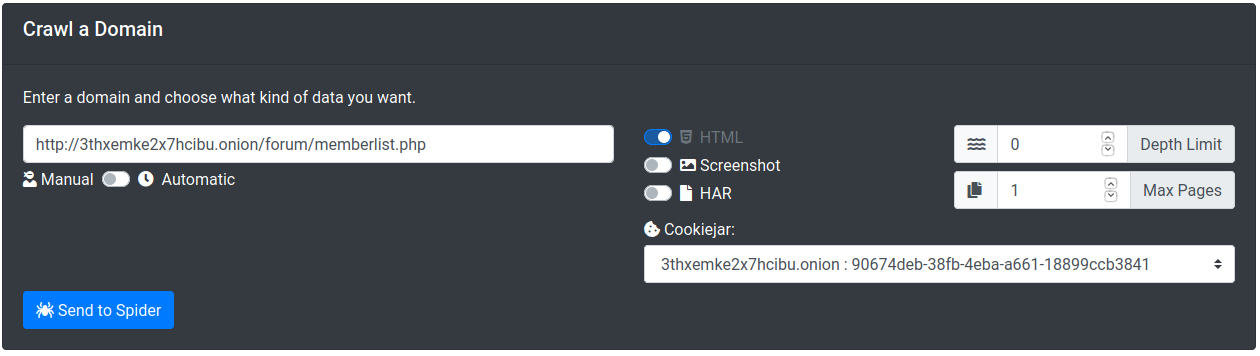 Crawl a Domain
Enter a domain and choose what kind of data you want.
http://3thxemke2x7hcibu.onion/forum/memberlist.php
Manual Automatic
HTML
Screenshot
HAR
0 Depth Limit
1 Max Pages
Cookiejar:
3thxemke2x7hcibu.onion : 90674deb-38fb-4eba-a661-18899ccb3841
Send to Spider